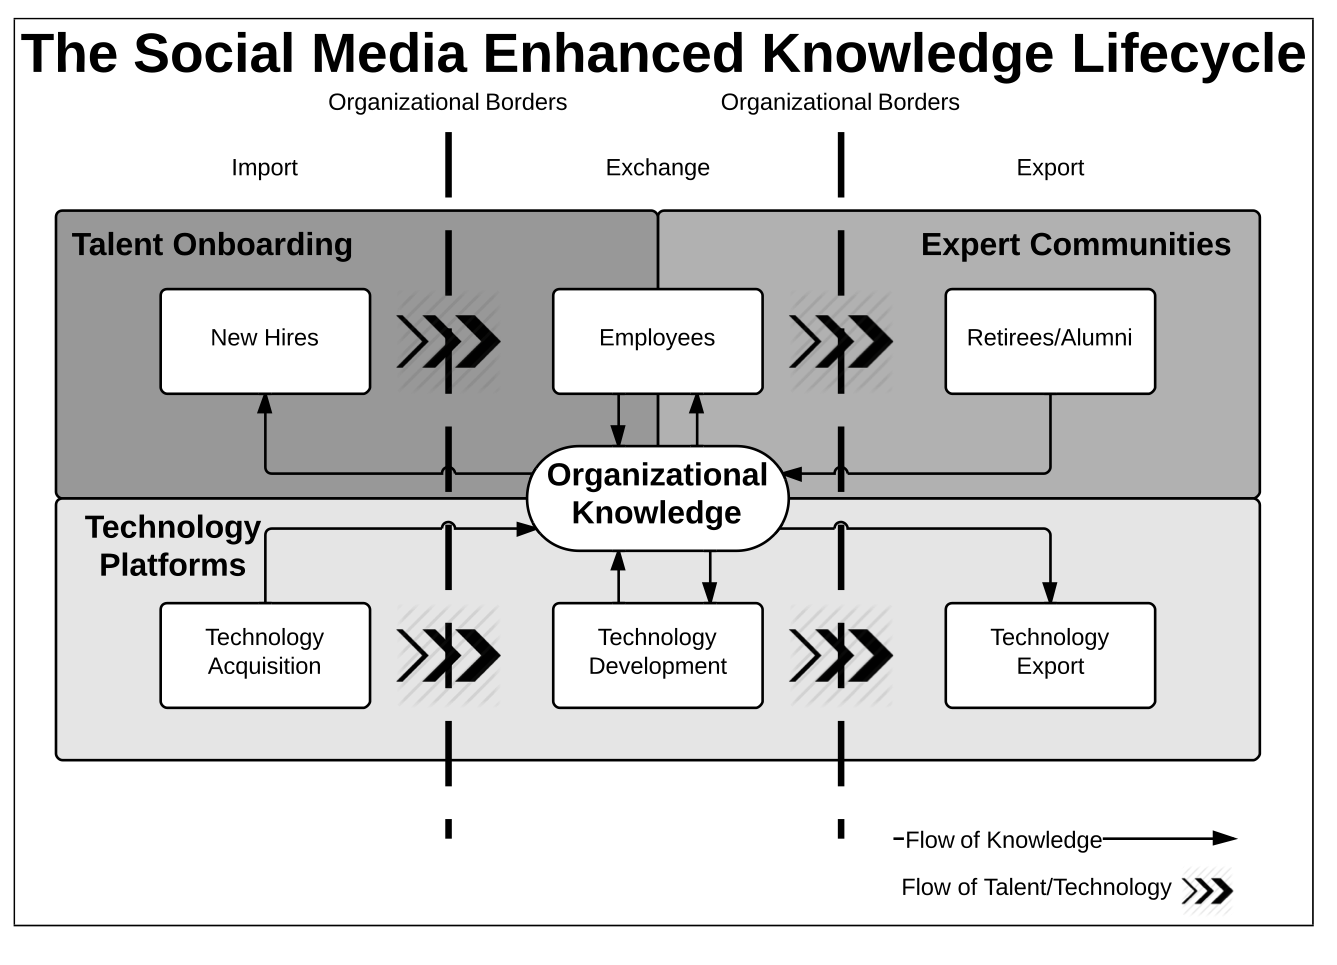 The Social Media Enhanced Knowledge Lifecycle
Organizational Borders
Organizational Borders
Import
Exchange
Export
Talent Onboarding
Expert Communities
New Hires
Employees
Retirees/Alumni
Organizational
Knowledge
Technology
Platforms
Technology
Acquisition
Technology
Development
Technology
Export
Flow of Knowledge
Flow of Talent/Technology